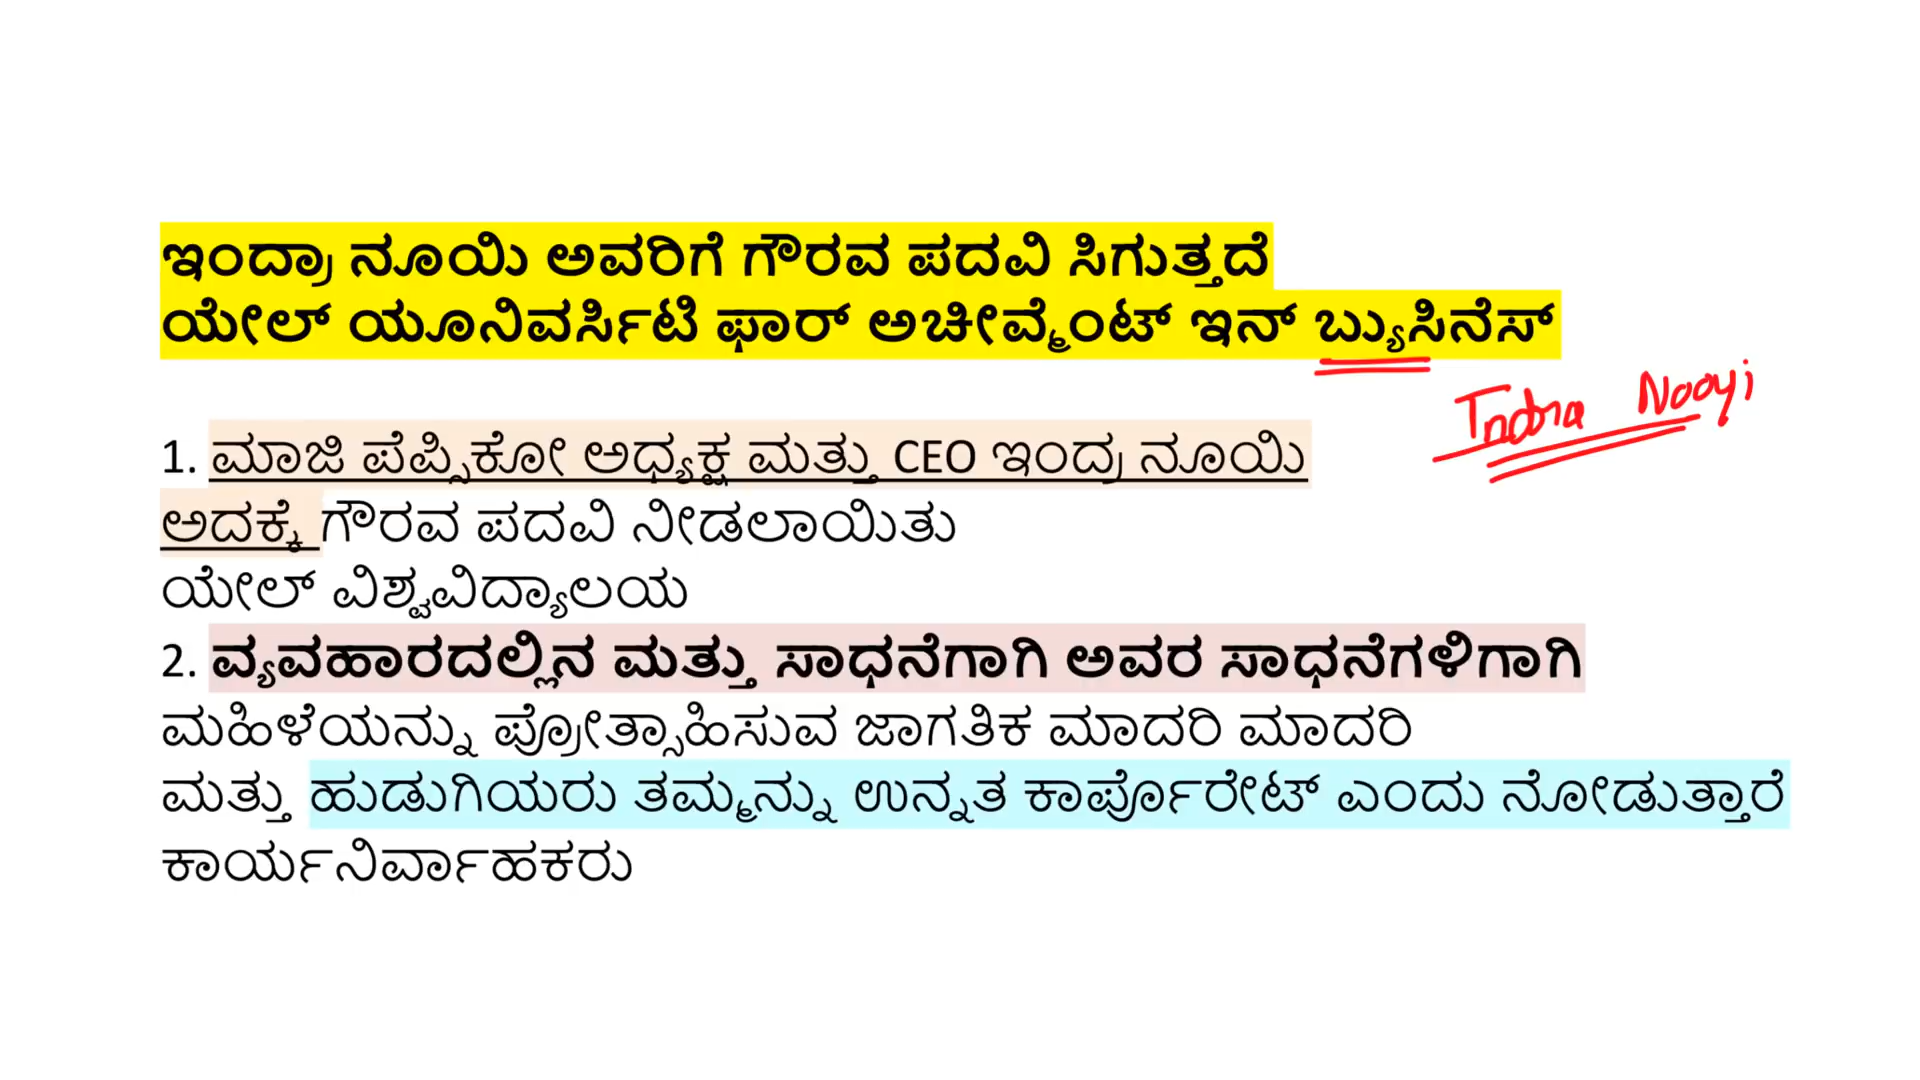 ಇಂದ್ರಾ ನೂಯಿ ಅವರಿಗೆ ಗೌರವ ಪದವಿ ಸಿಗುತ್ತದೆ
ಯೇಲ್ ಯೂನಿವರ್ಸಿಟಿ ಫಾರ್ ಅಚೀವ್ಮೆಂಟ್ ಇನ್ ಬ್ಯುಸಿನೆಸ್
Indra Nooyi
1. ಮಾಜಿ ಪೆಪ್ಸಿಕೋ ಅಧ್ಯಕ್ಷ ಮತ್ತು CEO ಇಂದ್ರ ನೂಯಿ
ಅದಕ್ಕೆ ಗೌರವ ಪದವಿ ನೀಡಲಾಯಿತು
ಯೇಲ್ ವಿಶ್ವವಿದ್ಯಾಲಯ
2. ವ್ಯವಹಾರದಲ್ಲಿನ ಮತ್ತು ಸಾಧನೆಗಾಗಿ ಅವರ ಸಾಧನೆಗಳಿಗಾಗಿ
ಮಹಿಳೆಯನ್ನು ಪ್ರೋತ್ಸಾಹಿಸುವ ಜಾಗತಿಕ ಮಾದರಿ ಮಾದರಿ
ಮತ್ತು ಹುಡುಗಿಯರು ತಮ್ಮನ್ನು ಉನ್ನತ ಕಾರ್ಪೊರೇಟ್ ಎಂದು ನೋಡುತ್ತಾರೆ
ಕಾರ್ಯನಿರ್ವಾಹಕರು